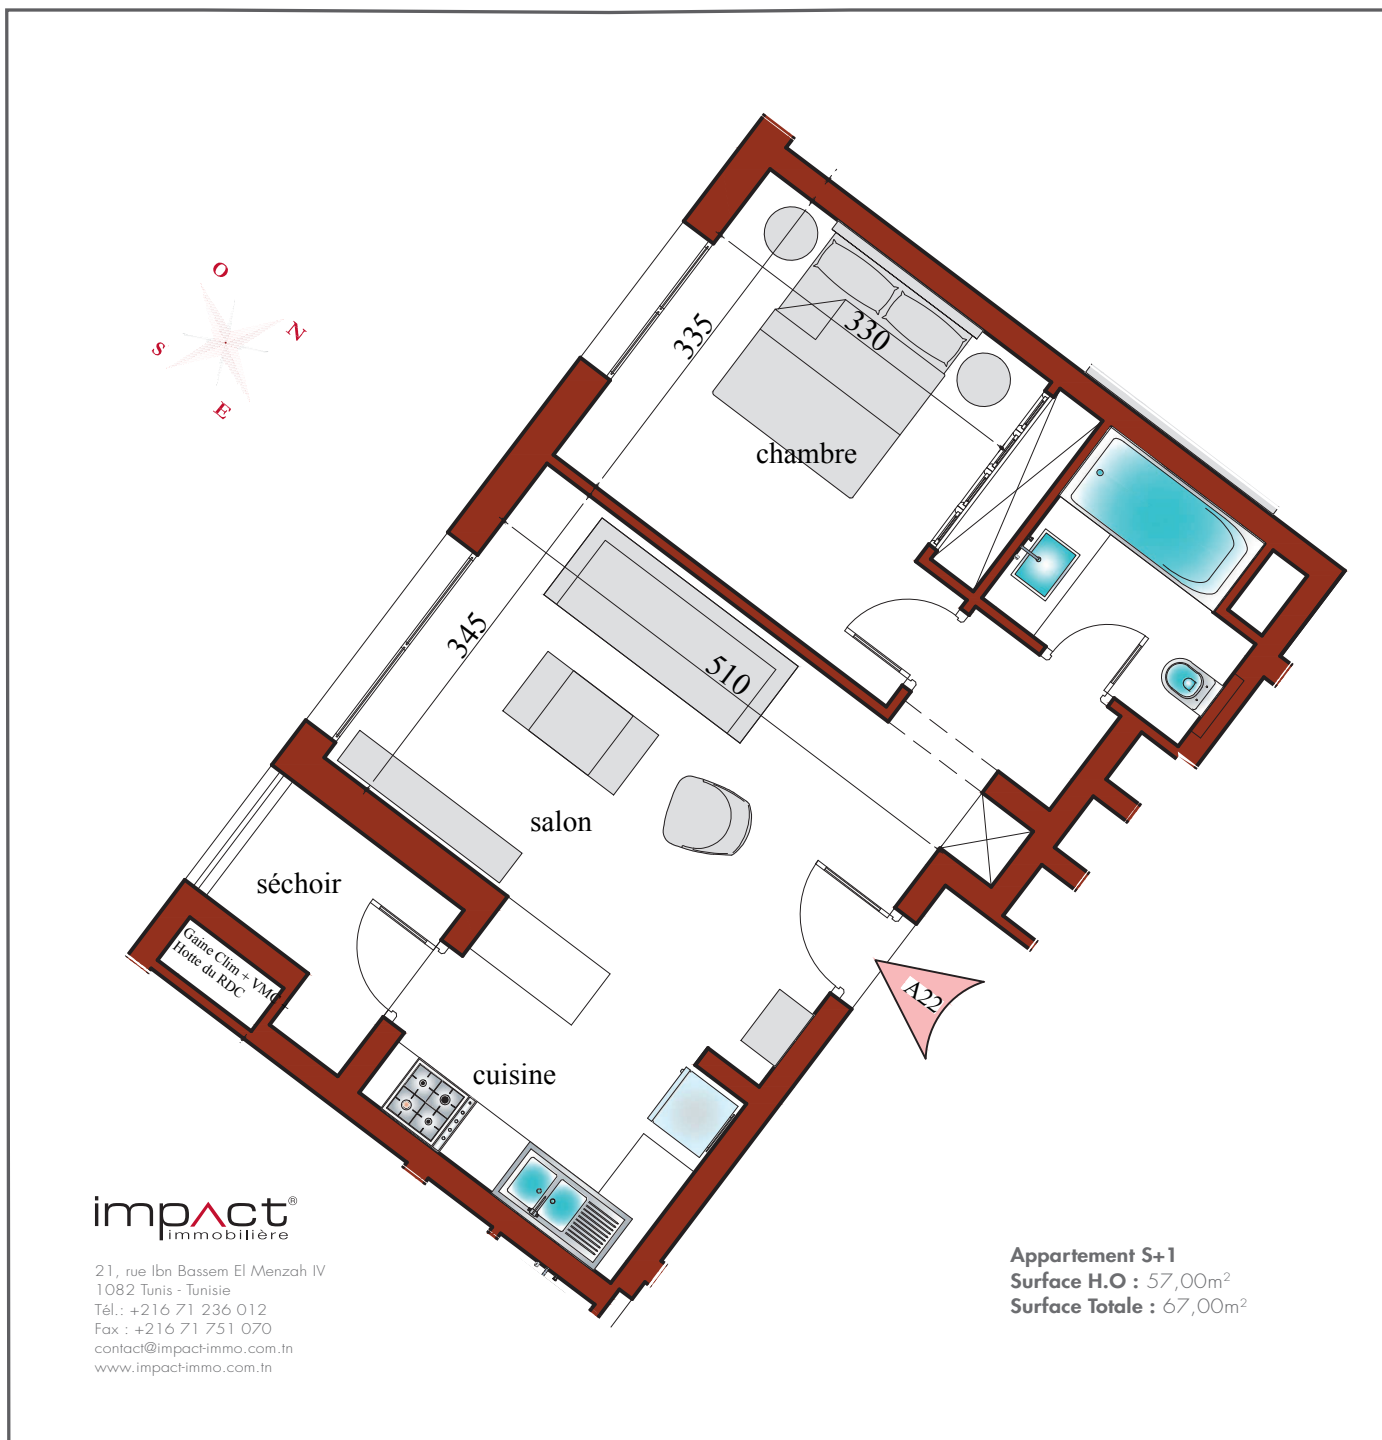 O
N
S
E
335
330
chambre
345
510
salon
séchoir
Gaine Clim + VMC
Hotte du RDC
A22
cuisine
impact®
immobilière
21, rue Ibn Bassem El Menzah IV
1082 Tunis - Tunisie
Tél.: +216 71 236 012
Fax : +216 71 751 070
contact@impact-immo.com.tn
www.impact-immo.com.tn
Appartement S+1
Surface H.O : 57,00m²
Surface Totale : 67,00m²